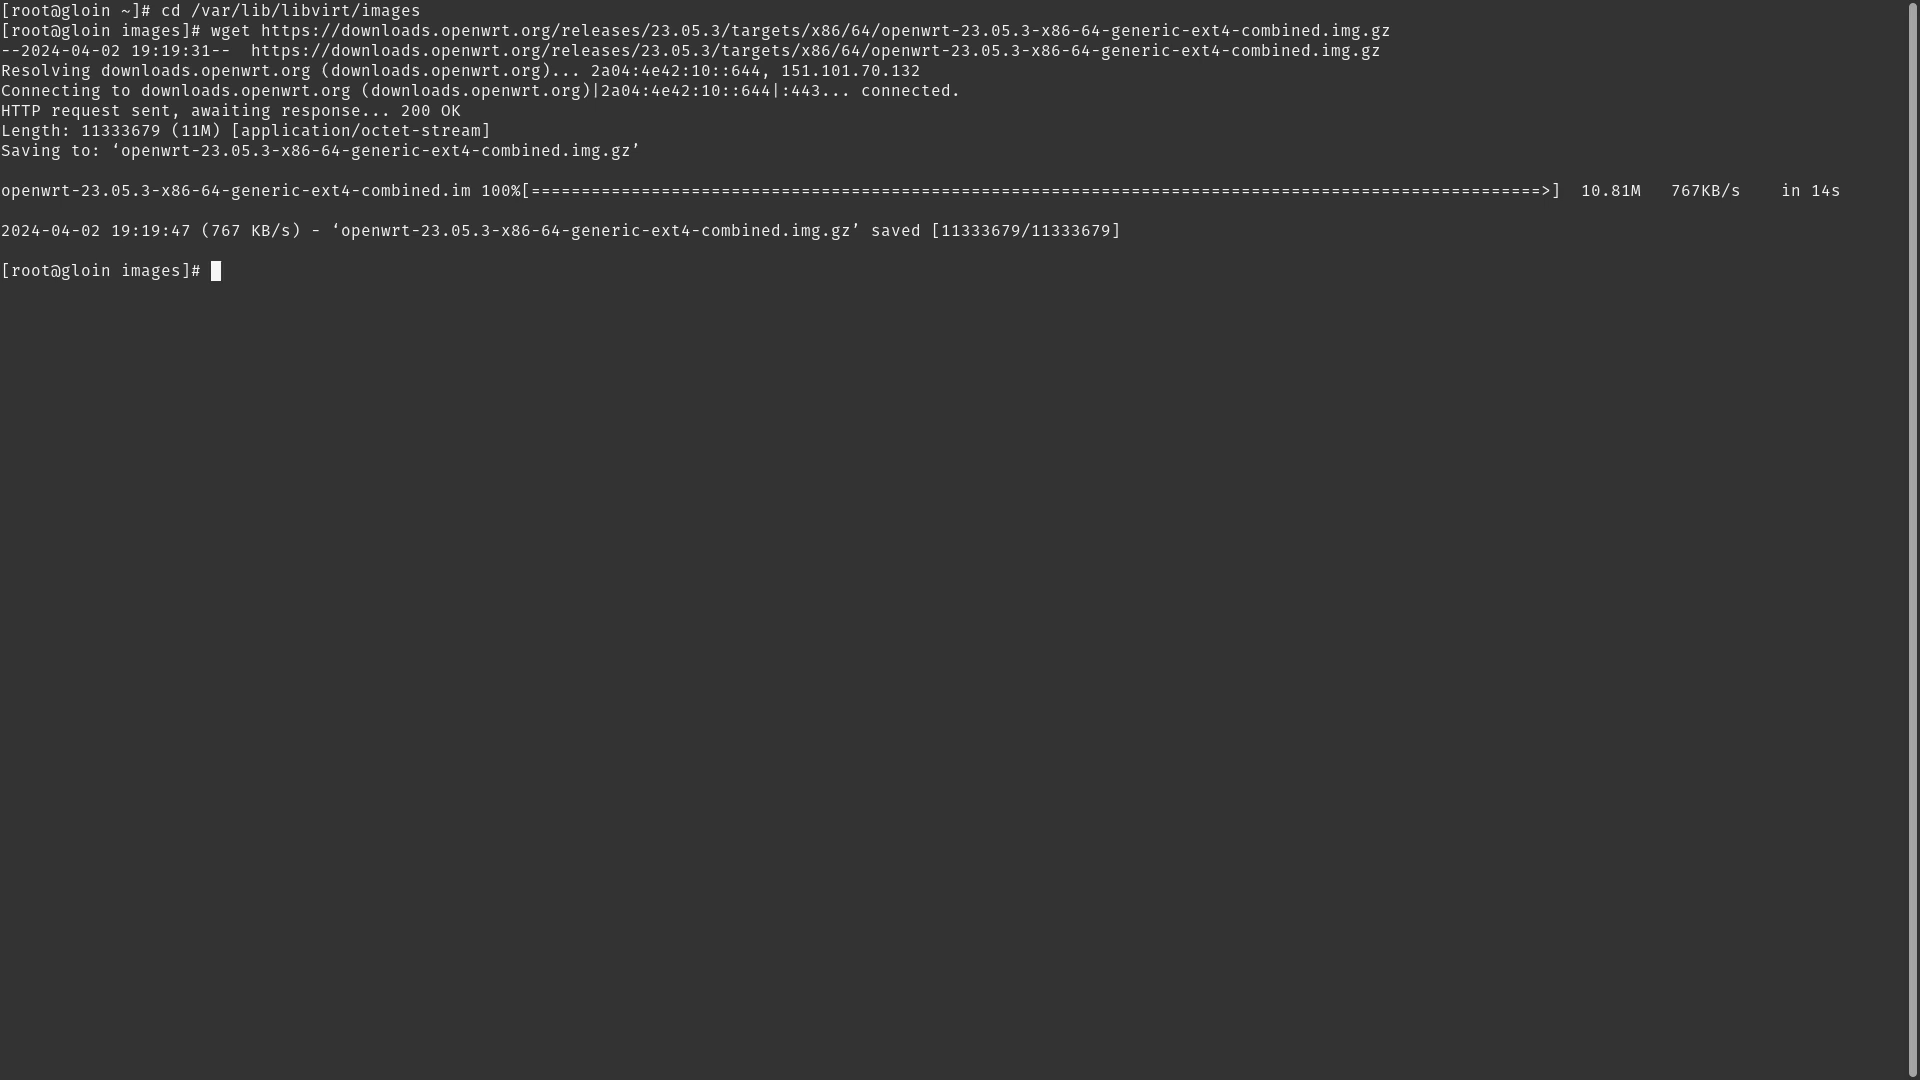 [root@gloin ~]# cd /var/lib/libvirt/images
[root@gloin images]# wget https://downloads.openwrt.org/releases/23.05.3/targets/x86/64/openwrt-23.05.3-x86-64-generic-ext4-combined.img.gz
--2024-04-02 19:19:31--  https://downloads.openwrt.org/releases/23.05.3/targets/x86/64/openwrt-23.05.3-x86-64-generic-ext4-combined.img.gz
Resolving downloads.openwrt.org (downloads.openwrt.org)... 2a04:4e42:10::644, 151.101.70.132
Connecting to downloads.openwrt.org (downloads.openwrt.org)|2a04:4e42:10::644|:443... connected.
HTTP request sent, awaiting response... 200 OK
Length: 11333679 (11M) [application/octet-stream]
Saving to: ‘openwrt-23.05.3-x86-64-generic-ext4-combined.img.gz’
openwrt-23.05.3-x86-64-generic-ext4-combined.im 100%[=====================================================================================================>]  10.81M   767KB/s    in 14s
2024-04-02 19:19:47 (767 KB/s) - ‘openwrt-23.05.3-x86-64-generic-ext4-combined.img.gz’ saved [11333679/11333679]
[root@gloin images]#